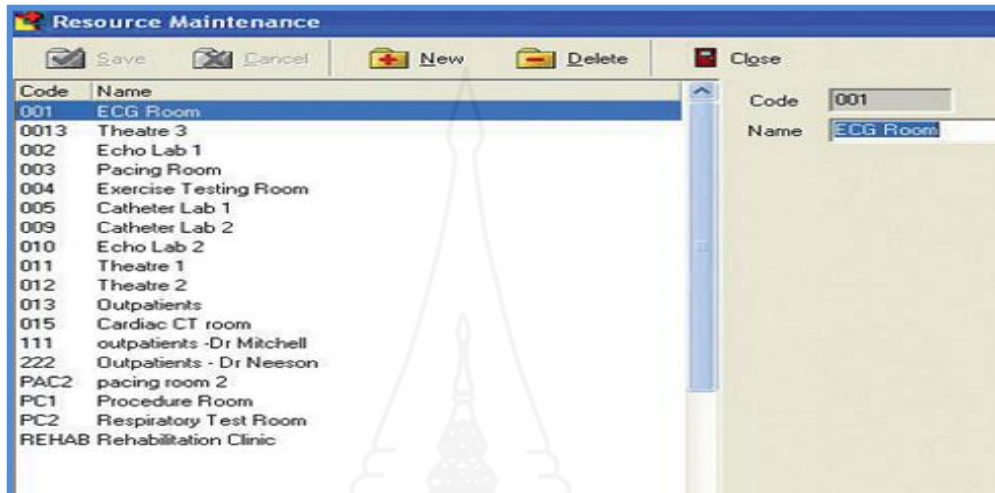 Resource Maintenance
Save Cancel New Delete Close
Code Name
001 ECG Room
0013 Theatre 3
002 Echo Lab 1
003 Pacing Room
004 Exercise Testing Room
005 Catheter Lab 1
009 Catheter Lab 2
010 Echo Lab 2
011 Theatre 1
012 Theatre 2
013 Outpatients
015 Cardiac CT room
111 outpatients -Dr Mitchell
222 Outpatients - Dr Neeson
PAC2 pacing room 2
PC1 Procedure Room
PC2 Respiratory Test Room
REHAB Rehabilitation Clinic
Code 001
Name ECG Room